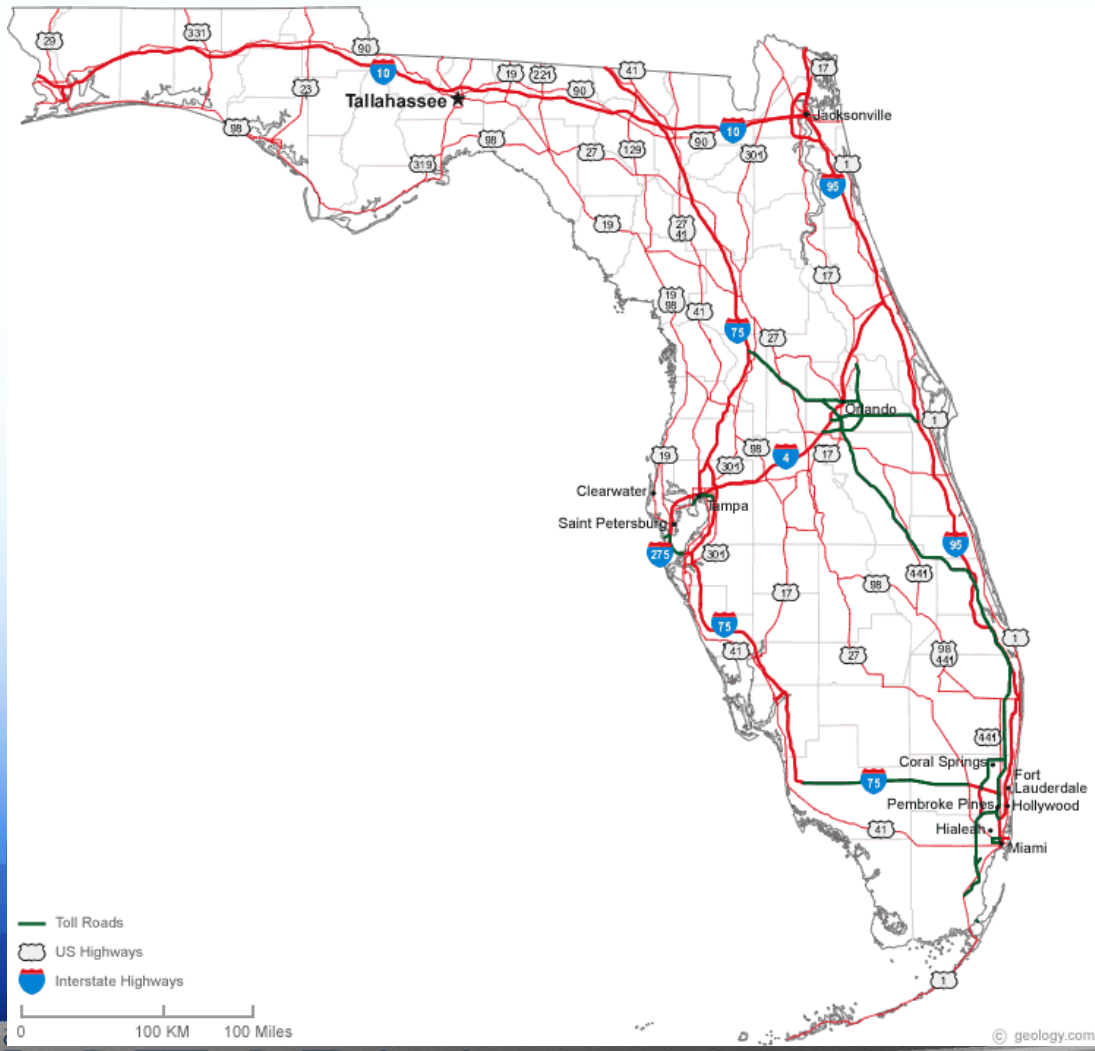 29
331
90
10
23
98
Tallahassee
19
221
90
41
17
Jacksonville
10
90
301
98
27
129
319
1
95
19
27
41
17
19
98
41
75
27
Orlando
1
19
98
301
4
17
Clearwater
Tampa
Saint Petersburg
275
301
95
441
98
17
75
41
27
98
441
1
441
Coral Springs
Fort
Lauderdale
75
Pembroke Pines
Hollywood
41
Hialeah
Miami
1
Toll Roads
US Highways
Interstate Highways
0
100 KM
100 Miles
© geology.com